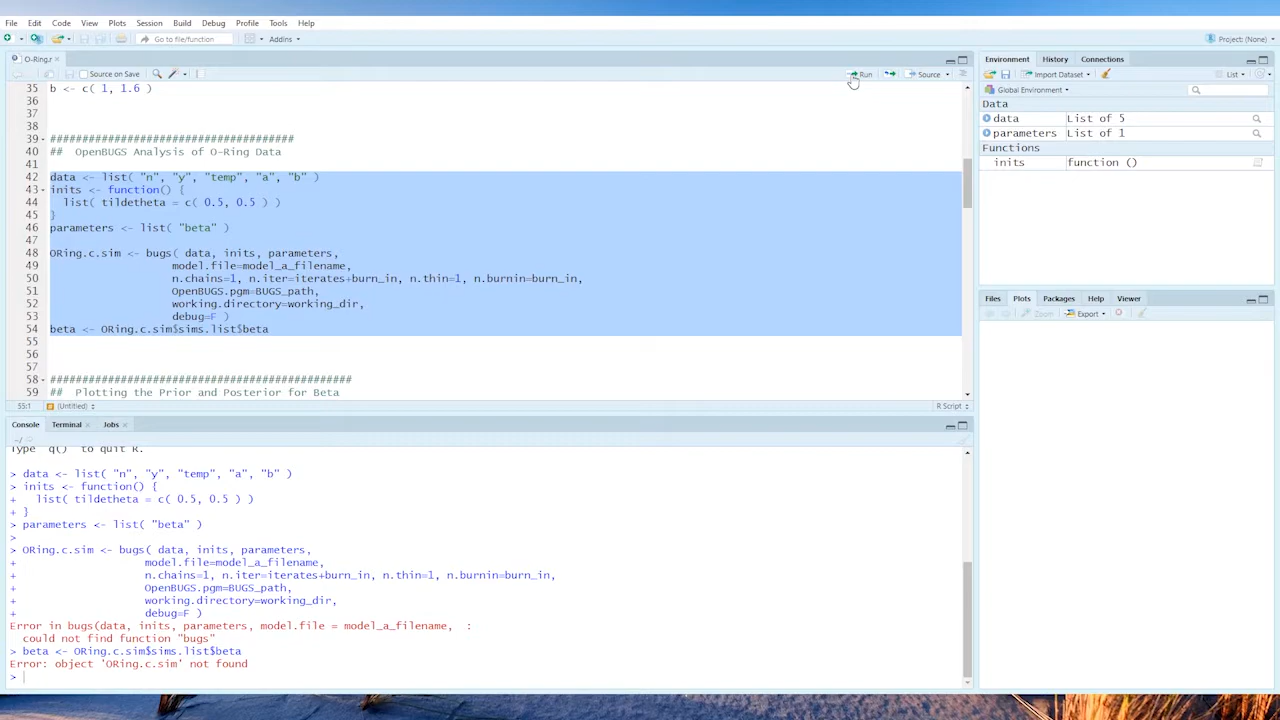 File Edit Code View Plots Session Build Debug Profile Tools Help
Go to file/function Addins Project: (None)
O-Ring.r
Source on Save Run Source
35 b <- c( 1, 1.6 )
36
37
38
39 ######################################
40 ## OpenBUGS Analysis of O-Ring Data
41
42 data <- list( "n", "y", "temp", "a", "b" )
43 inits <- function() {
44 list( tildetheta = c( 0.5, 0.5 ) )
45 }
46 parameters <- list( "beta" )
47
48 ORing.c.sim <- bugs( data, inits, parameters,
49 model.file=model_a_filename,
50 n.chains=1, n.iter=iterates+burn_in, n.thin=1, n.burnin=burn_in,
51 OpenBUGS.pgm=BUGS_path,
52 working.directory=working_dir,
53 debug=F )
54 beta <- ORing.c.sim$sims.list$beta
55
56
57
58 ###############################################
59 ## Plotting the Prior and Posterior for Beta
55:1 (Untitled) R Script
Console Terminal Jobs
~/
Type 'q()' to quit R.
> data <- list( "n", "y", "temp", "a", "b" )
> inits <- function() {
+ list( tildetheta = c( 0.5, 0.5 ) )
+ }
> parameters <- list( "beta" )
>
> ORing.c.sim <- bugs( data, inits, parameters,
+ model.file=model_a_filename,
+ n.chains=1, n.iter=iterates+burn_in, n.thin=1, n.burnin=burn_in,
+ OpenBUGS.pgm=BUGS_path,
+ working.directory=working_dir,
+ debug=F )
Error in bugs(data, inits, parameters, model.file = model_a_filename, :
could not find function "bugs"
> beta <- ORing.c.sim$sims.list$beta
Error: object 'ORing.c.sim' not found
>
Environment History Connections
Import Dataset List
Global Environment
Data
data List of 5
parameters List of 1
Functions
inits function ()
Files Plots Packages Help Viewer
Zoom Export